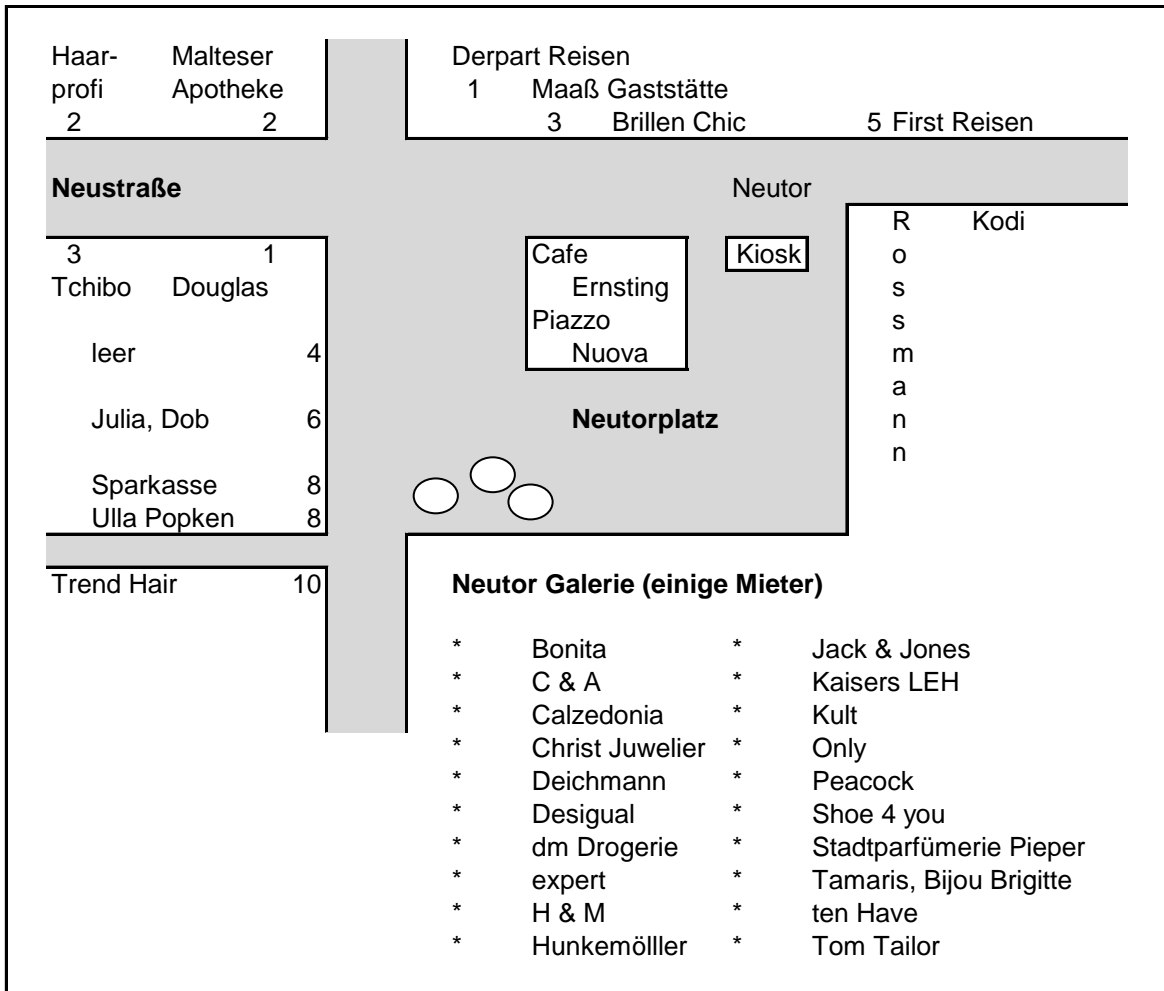 Haar- Malteser Derpart Reisen
profi Apotheke 1 Maaß Gaststätte
2 2 3 Brillen Chic 5 First Reisen
Neustraße Neutor
R Kodi
3 1 Cafe Kiosk o
Tchibo Douglas Ernsting s
Piazzo s
leer 4 Nuova m
a
Julia, Dob 6 Neutorplatz n
n
Sparkasse 8
Ulla Popken 8
Trend Hair 10 Neutor Galerie (einige Mieter)
* Bonita * Jack & Jones
* C & A * Kaisers LEH
* Calzedonia * Kult
* Christ Juwelier * Only
* Deichmann * Peacock
* Desigual * Shoe 4 you
* dm Drogerie * Stadtparfümerie Pieper
* expert * Tamaris, Bijou Brigitte
* H & M * ten Have
* Hunkemölller * Tom Tailor